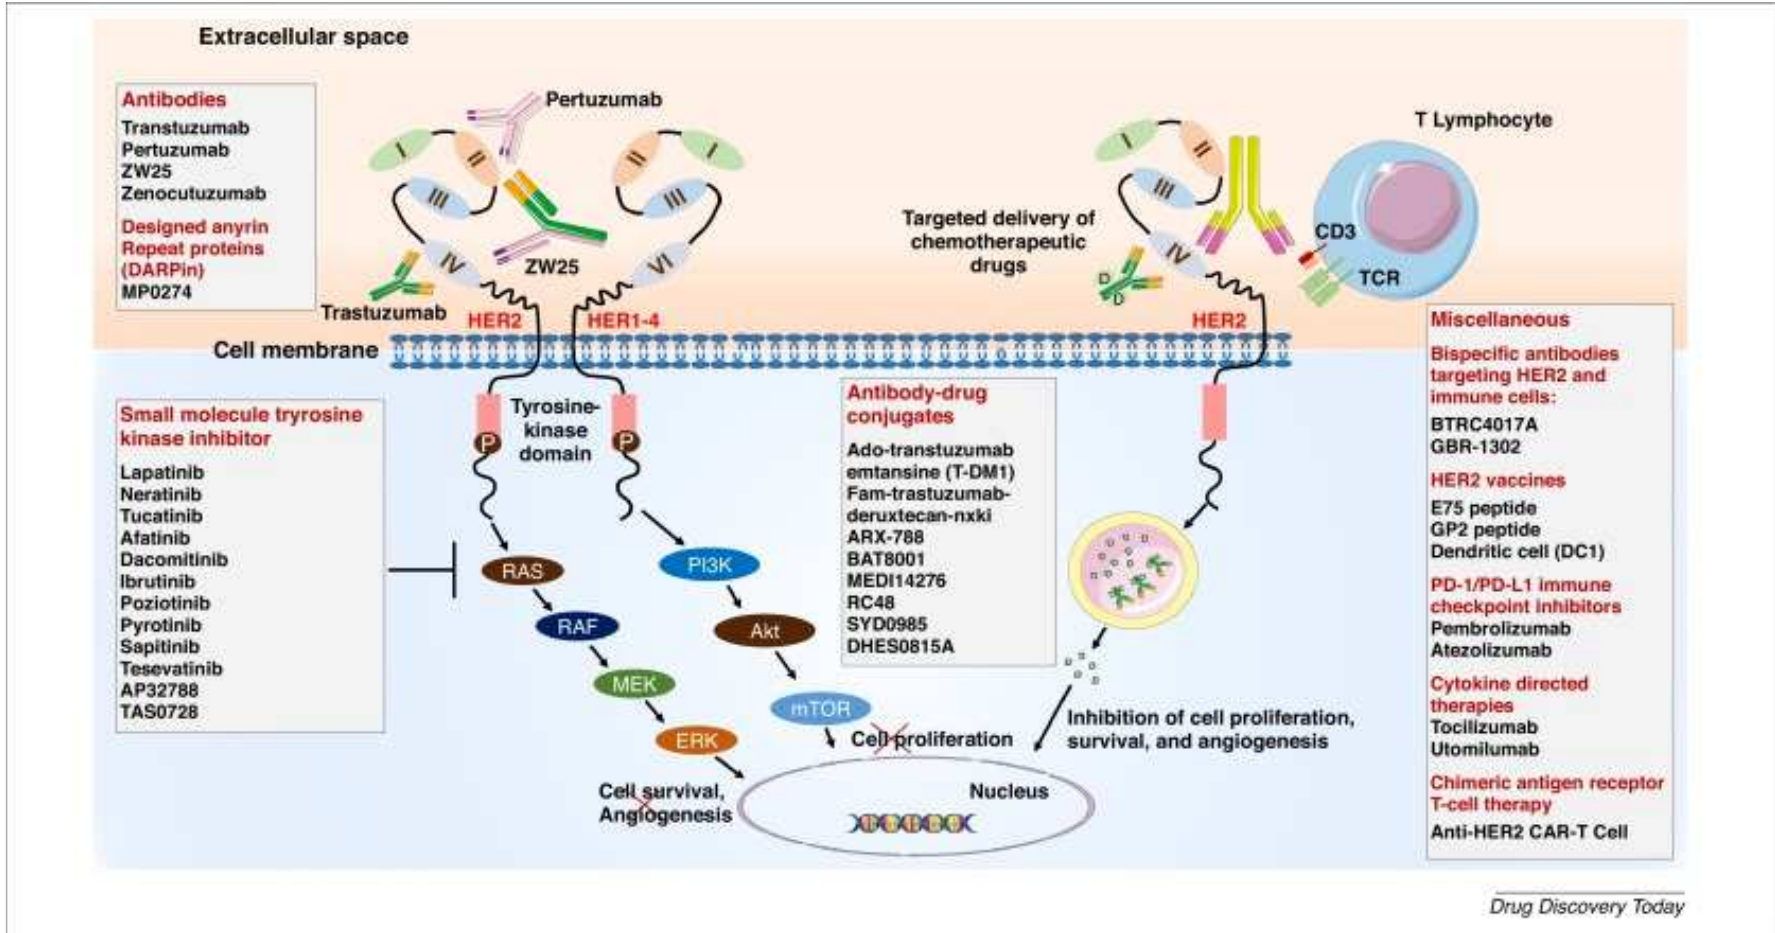 Extracellular space
Antibodies
Transtuzumab
Pertuzumab
ZW25
Zenocutuzumab
Designed anyrin
Repeat proteins
(DARPin)
MP0274
Pertuzumab
I
II
III
IV
II
I
III
VI
ZW25
Trastuzumab
HER2
HER1-4
Cell membrane
Targeted delivery of
chemotherapeutic
drugs
I
II
III
IV
D
D
HER2
T Lymphocyte
CD3
TCR
Small molecule tryrosine
kinase inhibitor
Lapatinib
Neratinib
Tucatinib
Afatinib
Dacomitinib
Ibrutinib
Poziotinib
Pyrotinib
Sapitinib
Tesevatinib
AP32788
TAS0728
Tyrosine-
kinase
domain
P
P
RAS
RAF
MEK
ERK
PI3K
Akt
mTOR
Cell proliferation
Cell survival,
Angiogenesis
Nucleus
Antibody-drug
conjugates
Ado-transtuzumab
emtansine (T-DM1)
Fam-trastuzumab-
deruxtecan-nxki
ARX-788
BAT8001
MEDI14276
RC48
SYD0985
DHES0815A
Inhibition of cell proliferation,
survival, and angiogenesis
Miscellaneous
Bispecific antibodies
targeting HER2 and
immune cells:
BTRC4017A
GBR-1302
HER2 vaccines
E75 peptide
GP2 peptide
Dendritic cell (DC1)
PD-1/PD-L1 immune
checkpoint inhibitors
Pembrolizumab
Atezolizumab
Cytokine directed
therapies
Tocilizumab
Utomilumab
Chimeric antigen receptor
T-cell therapy
Anti-HER2 CAR-T Cell
Drug Discovery Today